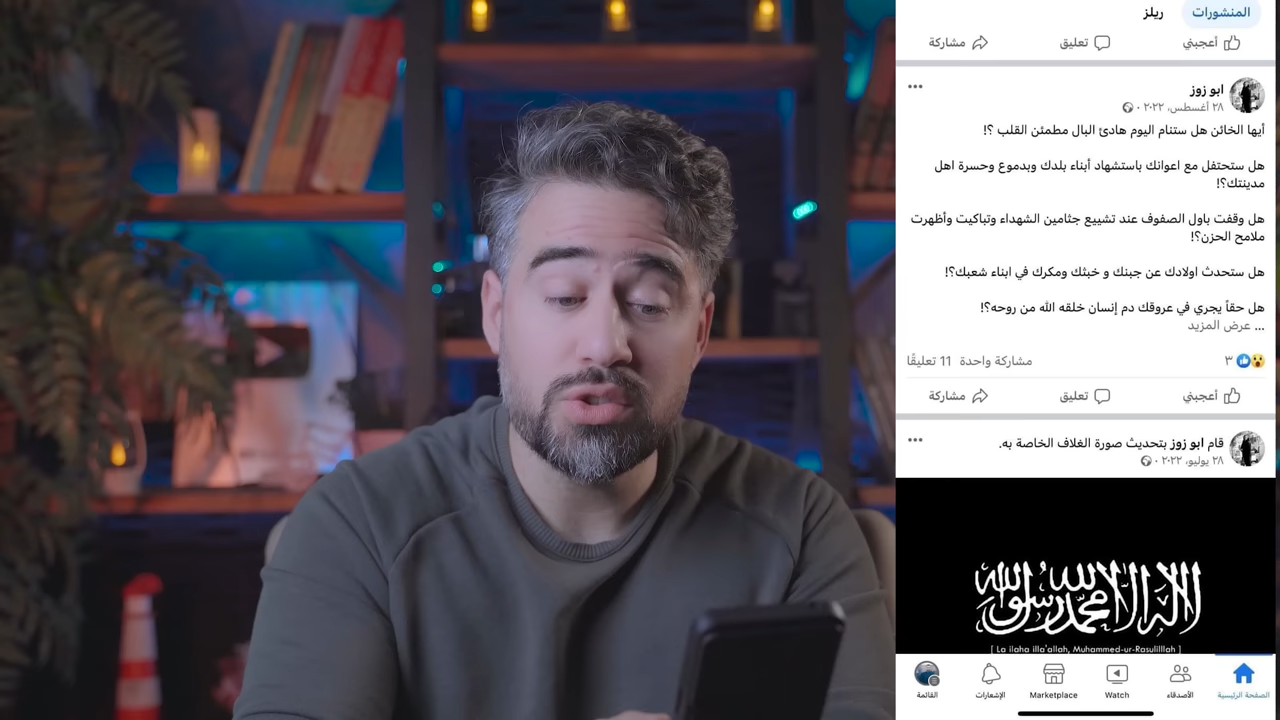 المنشورات
ريلز
أعجبني
تعليق
مشاركة
ابو زوز
٢٨ أغسطس، ٢٠٢٢ ·
أيها الخائن هل ستنام اليوم هادئ البال مطمئن القلب ؟!
هل ستحتفل مع اعوانك باستشهاد أبناء بلدك وبدموع وحسرة اهل
مدينتك؟!
هل وقفت باول الصفوف عند تشييع جثامين الشهداء وتباكيت وأظهرت
ملامح الحزن؟!
هل ستحدث اولادك عن جبنك و خبثك ومكرك في ابناء شعبك؟!
هل حقاً يجري في عروقك دم إنسان خلقه الله من روحه؟!
... عرض المزيد
٣
مشاركة واحدة
11 تعليقًا
أعجبني
تعليق
مشاركة
قام ابو زوز بتحديث صورة الغلاف الخاصة به.
٢٨ يوليو، ٢٠٢٢ ·
لا إله إلا الله محمد رسول الله
[ La ilaha illa'allah, Muhammed-ur-Rasulilllah ]
الصفحة الرئيسية
الأصدقاء
Watch
Marketplace
الإشعارات
القائمة